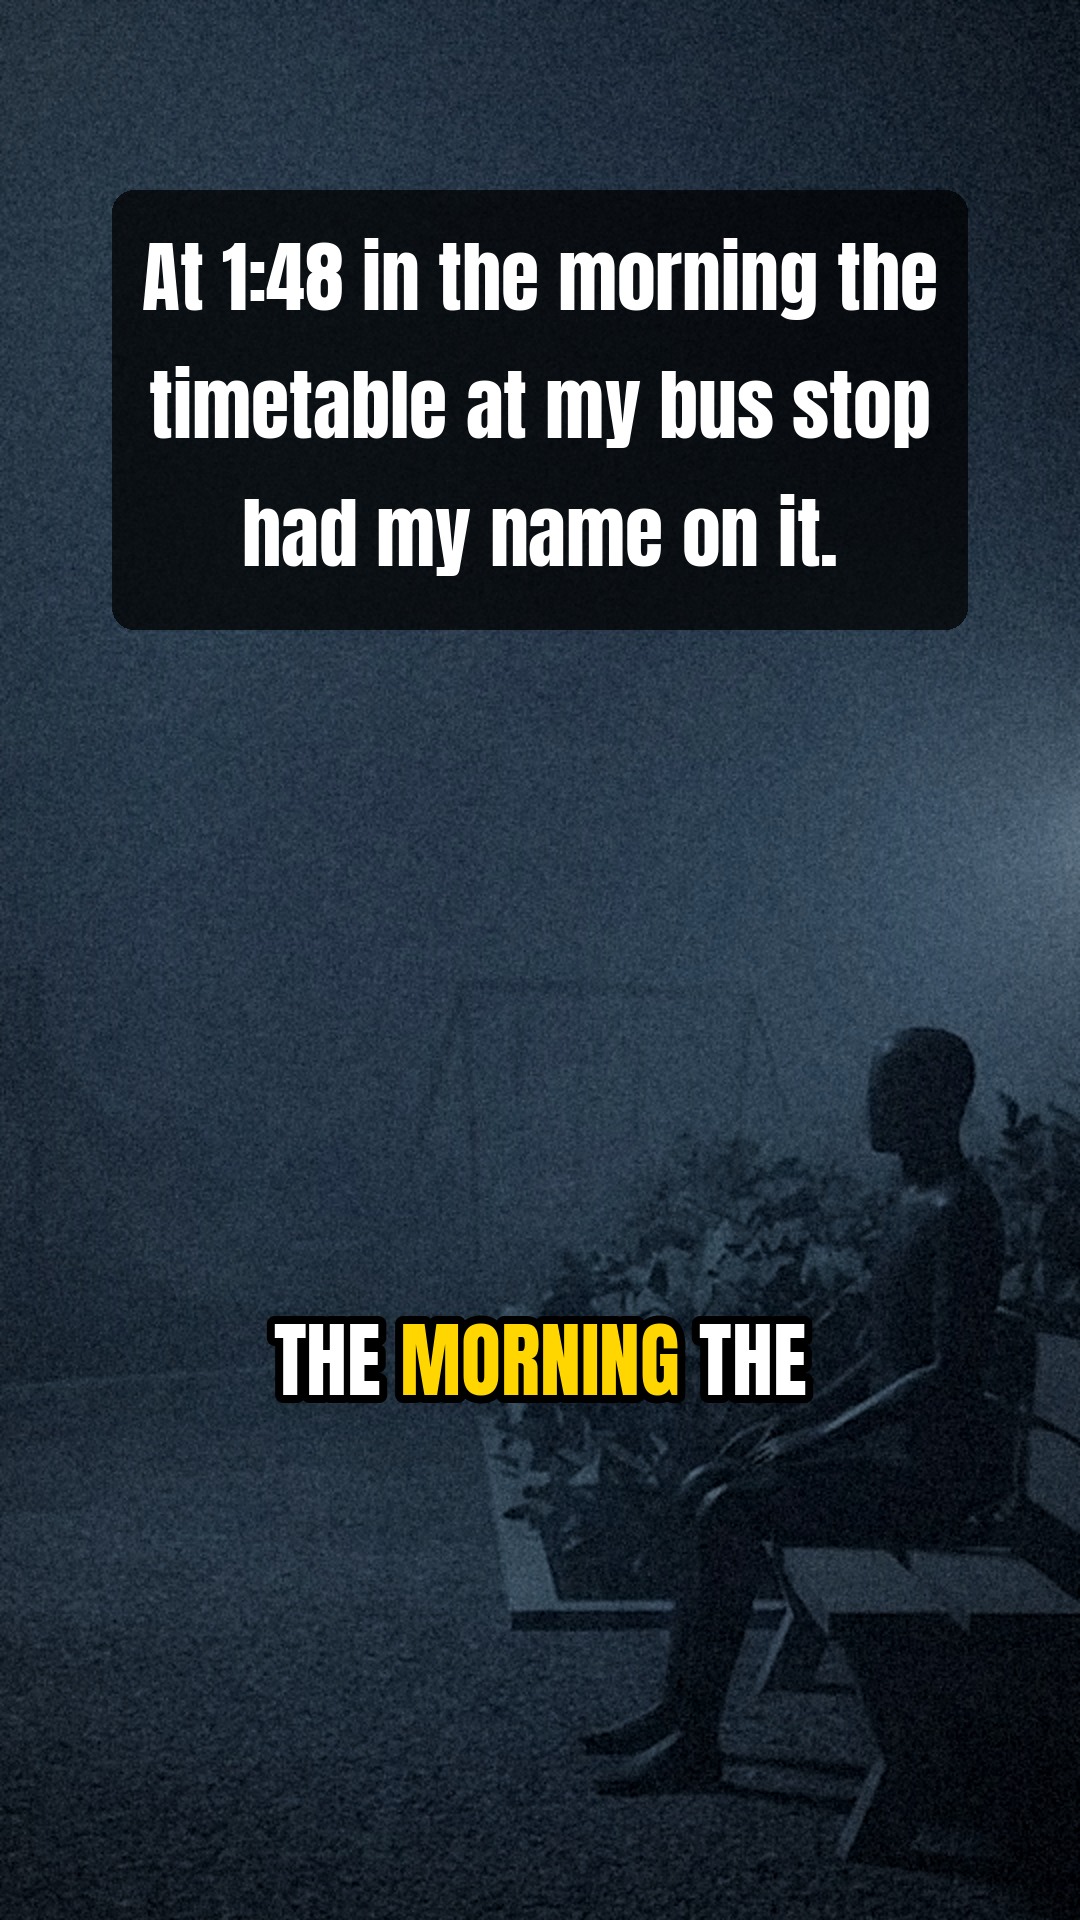 At 1:48 in the morning the
timetable at my bus stop
had my name on it.
THE MORNING THE